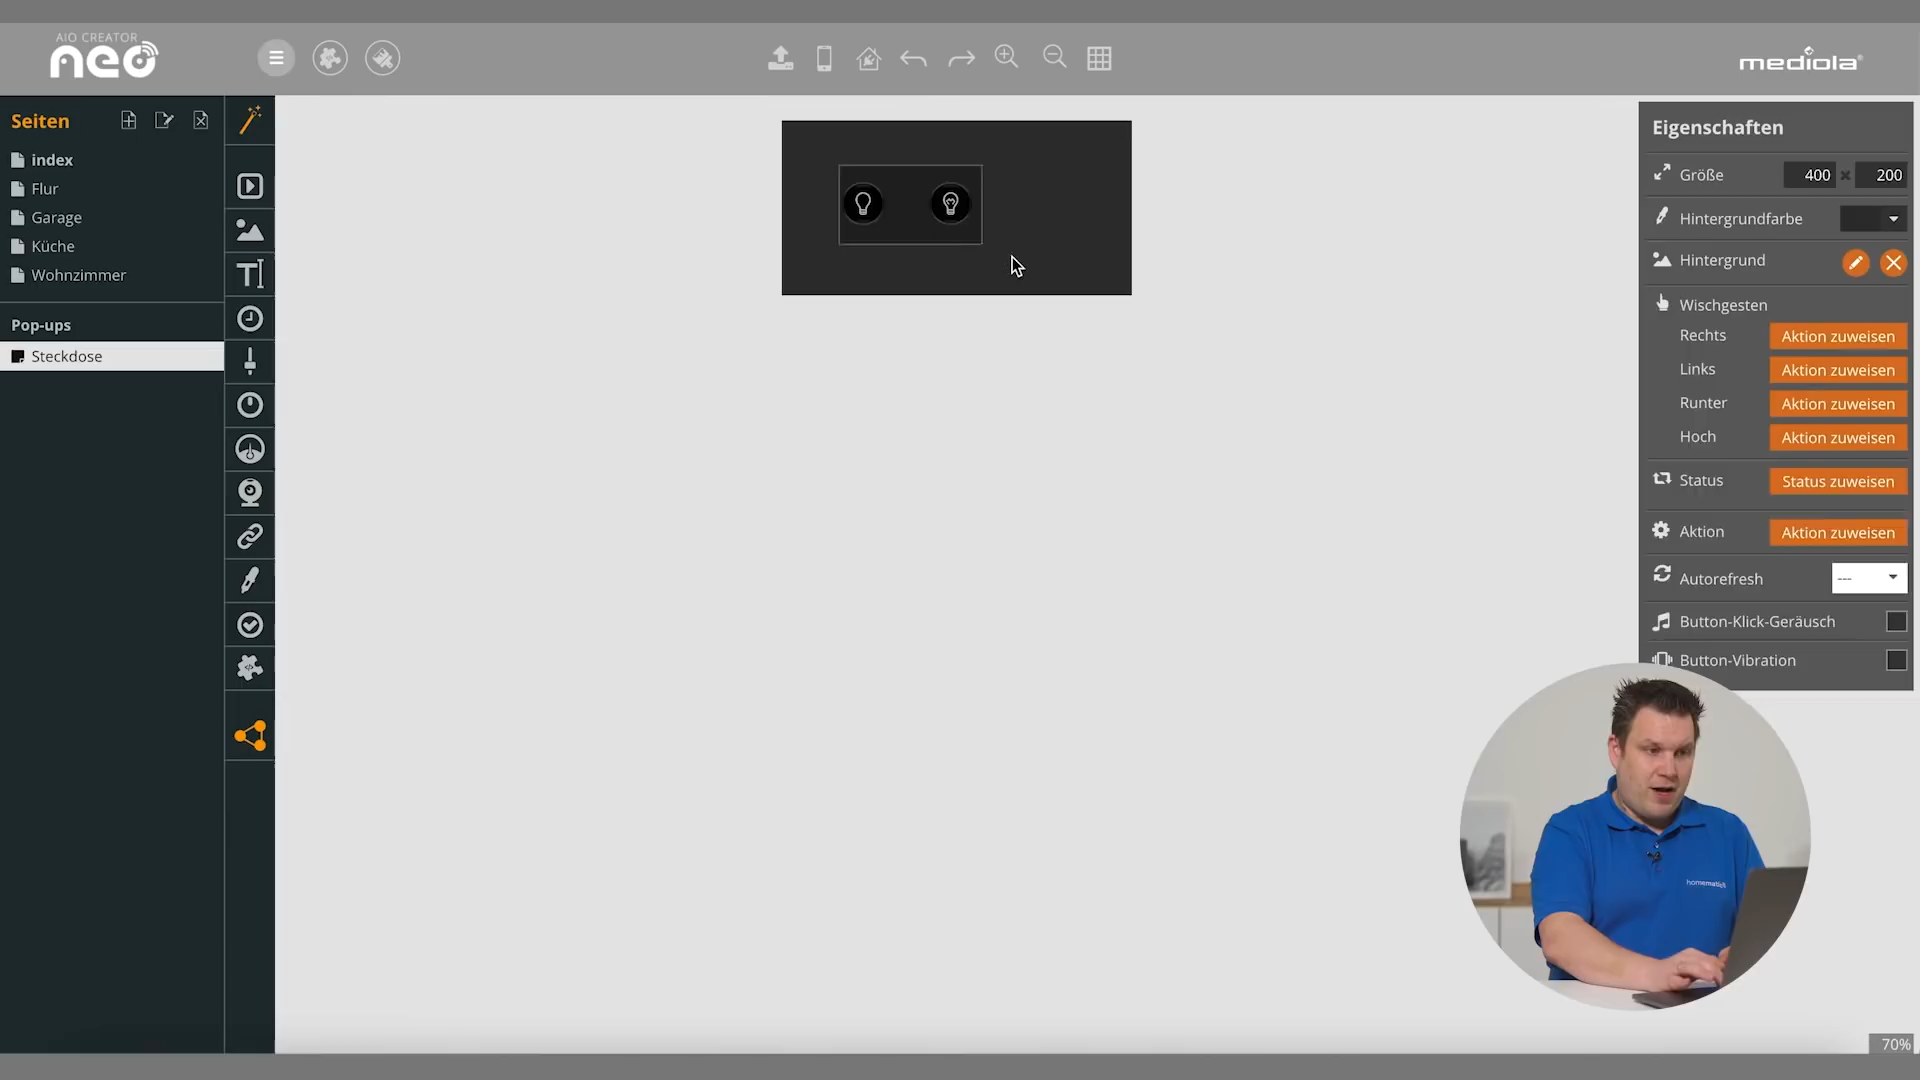 AIO CREATOR
neo
mediola®
Seiten
index
Flur
Garage
Küche
Wohnzimmer
Pop-ups
Steckdose
T
Eigenschaften
Größe 400 × 200
Hintergrundfarbe
Hintergrund
Wischgesten
Rechts Aktion zuweisen
Links Aktion zuweisen
Runter Aktion zuweisen
Hoch Aktion zuweisen
Status Status zuweisen
Aktion Aktion zuweisen
Autorefresh ---
Button-Klick-Geräusch
Button-Vibration
homematic
70%